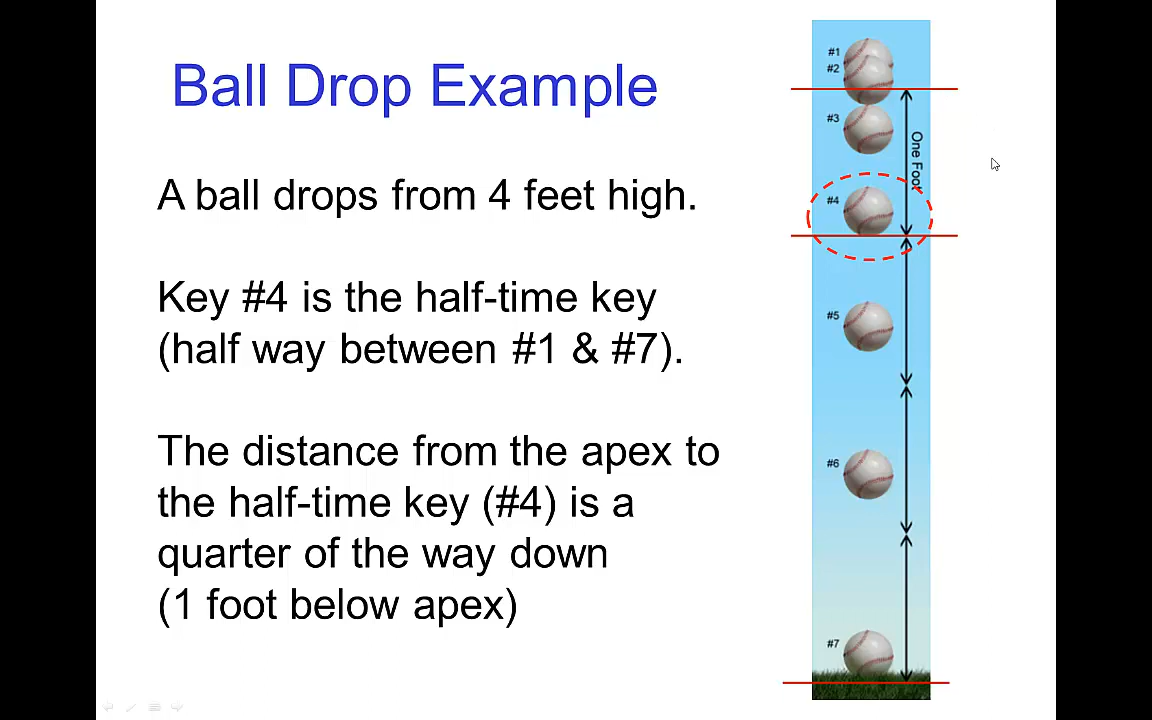 Ball Drop Example
A ball drops from 4 feet high.
Key #4 is the half-time key
(half way between #1 & #7).
The distance from the apex to
the half-time key (#4) is a
quarter of the way down
(1 foot below apex)
#1
#2
#3
One Foot
#4
#5
#6
#7